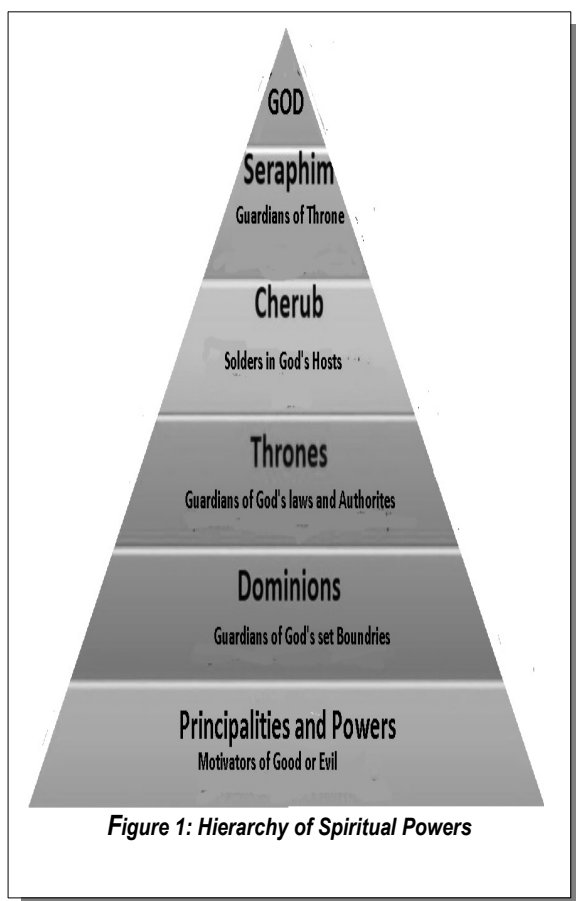 GOD
Seraphim
Guardians of Throne
Cherub
Solders in God's Hosts
Thrones
Guardians of God's laws and Authorites
Dominions
Guardians of God's set Boundries
Principalities and Powers
Motivators of Good or Evil
Figure 1: Hierarchy of Spiritual Powers